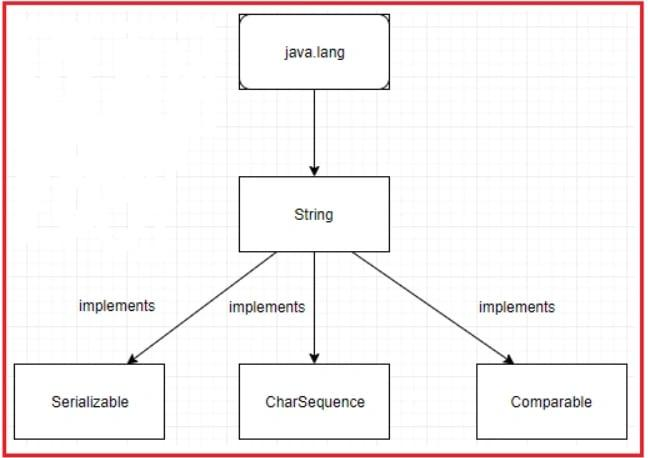 java.lang
String
implements
implements
implements
Serializable
CharSequence
Comparable